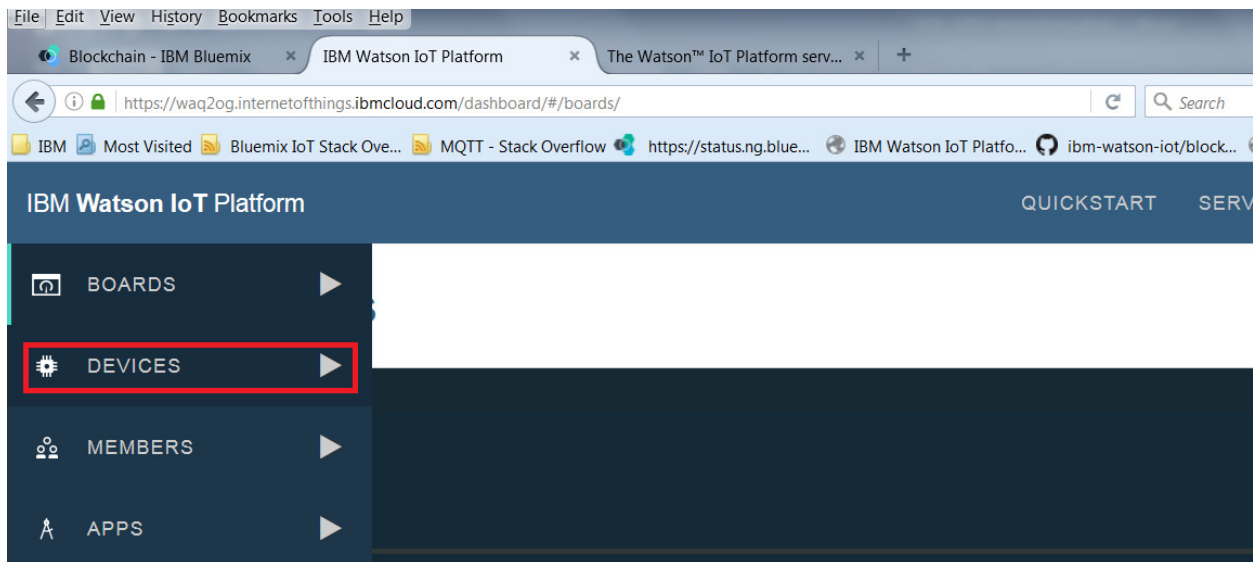 File Edit View History Bookmarks Tools Help
Blockchain - IBM Bluemix × IBM Watson IoT Platform × The Watson™ IoT Platform serv... × +
https://waq2og.internetofthings.ibmcloud.com/dashboard/#/boards/ Search
IBM Most Visited Bluemix IoT Stack Ove... MQTT - Stack Overflow https://status.ng.blue... IBM Watson IoT Platfo... ibm-watson-iot/block...
IBM Watson IoT Platform QUICKSTART SERV
BOARDS
DEVICES
MEMBERS
APPS